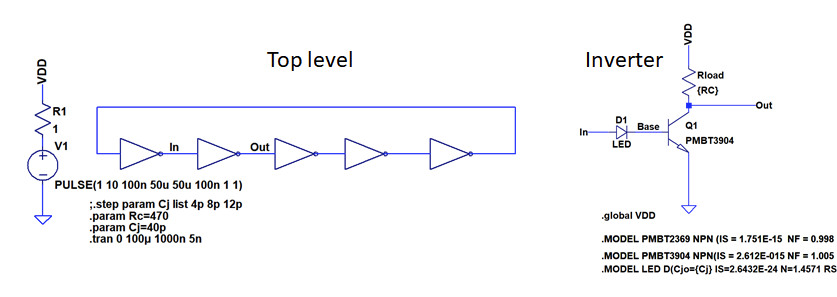 Top level
Inverter
VDD
R1
1
V1
PULSE(1 10 100n 50u 50u 100n 1 1)
In
Out
;.step param Cj list 4p 8p 12p
.param Rc=470
.param Cj=40p
.tran 0 100µ 1000n 5n
VDD
Rload
{RC}
Out
D1
In
Base
LED
Q1
PMBT3904
.global VDD
.MODEL PMBT2369 NPN (IS = 1.751E-15 NF = 0.998
.MODEL PMBT3904 NPN(IS = 2.612E-015 NF = 1.005
.MODEL LED D(Cjo={Cj} IS=2.6432E-24 N=1.4571 RS